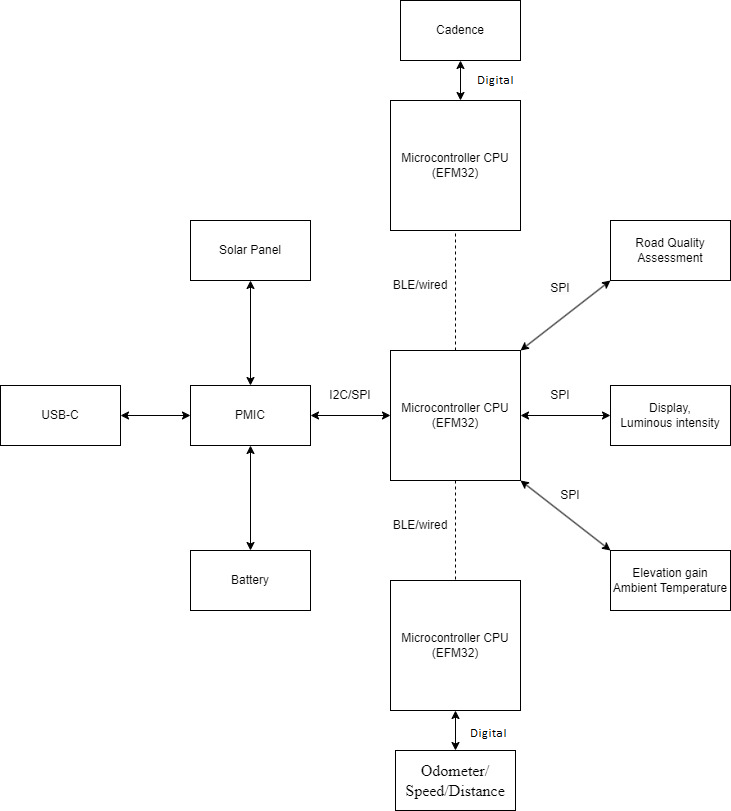 Cadence
Digital
Microcontroller CPU
(EFM32)
Solar Panel
Road Quality
Assessment
BLE/wired
SPI
USB-C
PMIC
I2C/SPI
Microcontroller CPU
(EFM32)
SPI
Display,
Luminous intensity
SPI
BLE/wired
Battery
Elevation gain
Ambient Temperature
Microcontroller CPU
(EFM32)
Digital
Odometer/
Speed/Distance